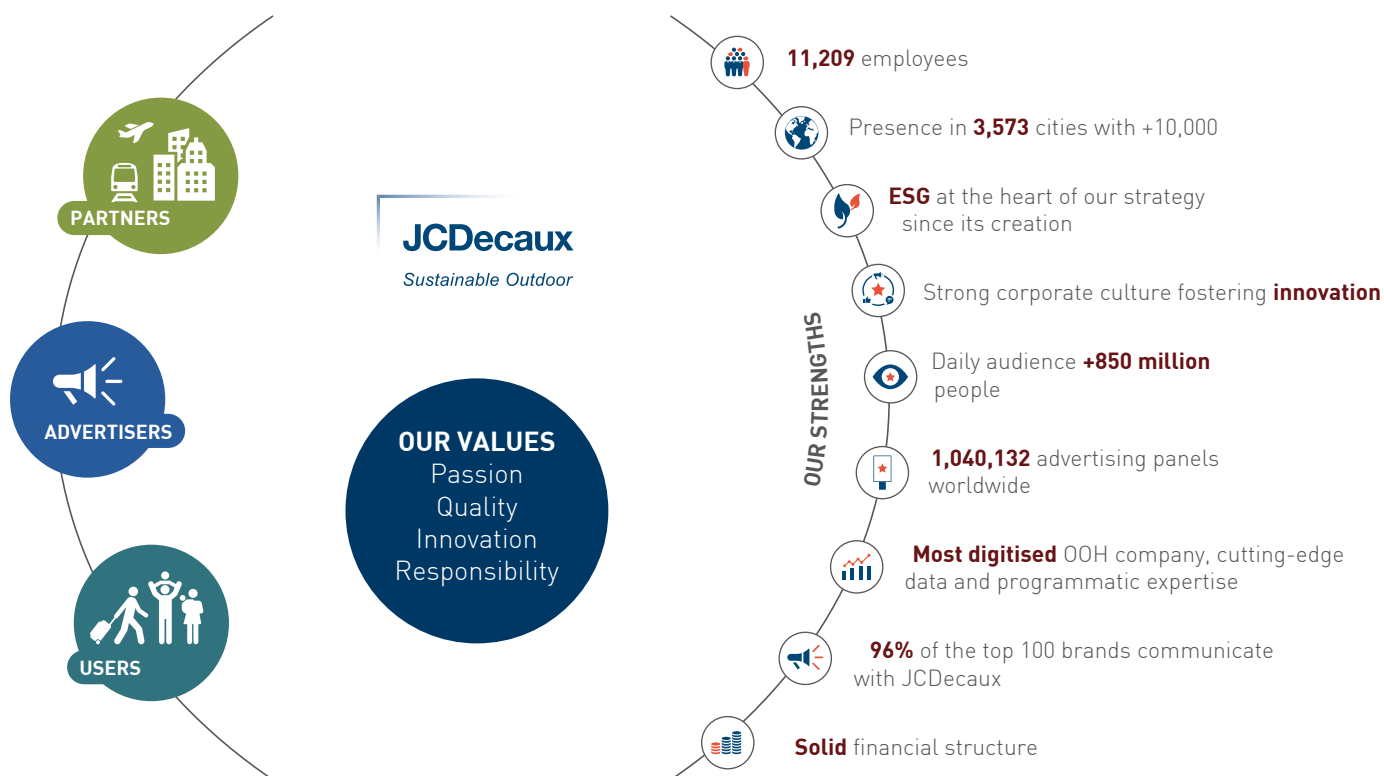 PARTNERS
ADVERTISERS
USERS
JCDecaux
Sustainable Outdoor
OUR VALUES
Passion
Quality
Innovation
Responsibility
OUR STRENGTHS
11,209 employees
Presence in 3,573 cities with +10,000
ESG at the heart of our strategy
since its creation
Strong corporate culture fostering innovation
Daily audience +850 million
people
1,040,132 advertising panels
worldwide
Most digitised OOH company, cutting-edge
data and programmatic expertise
96% of the top 100 brands communicate
with JCDecaux
Solid financial structure